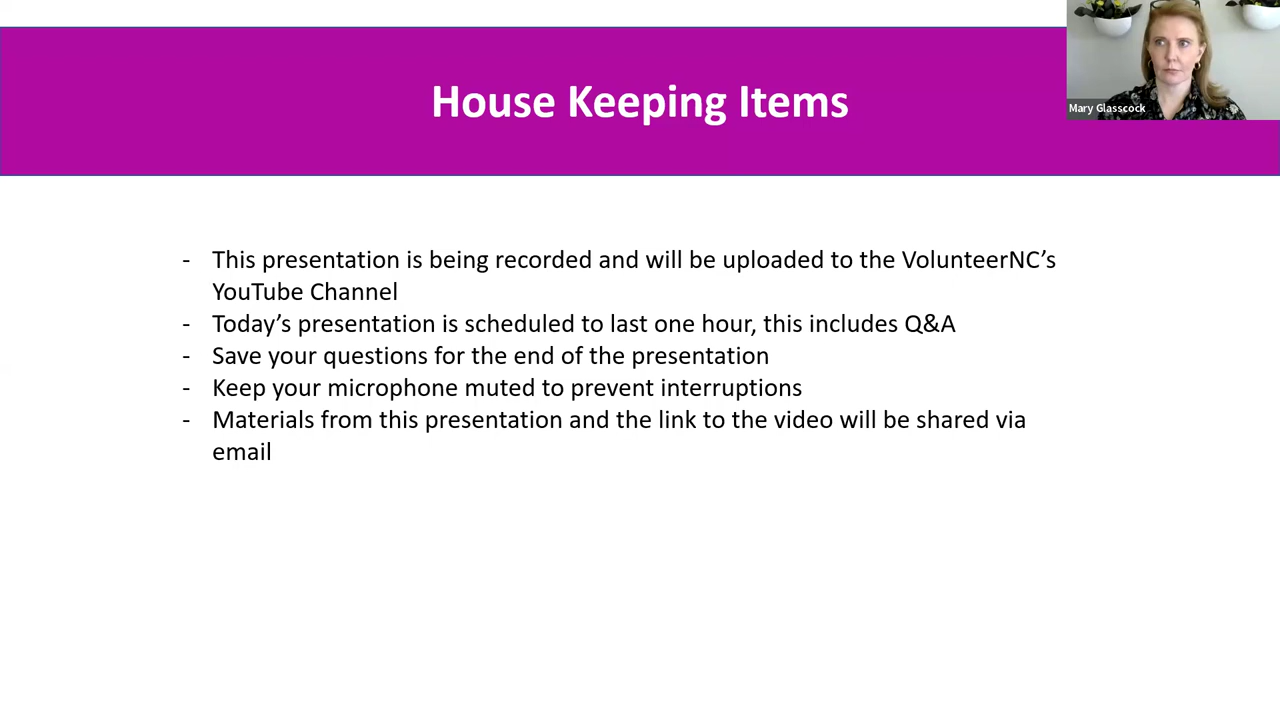 House Keeping Items
Mary Glasscock
- This presentation is being recorded and will be uploaded to the VolunteerNC’s
YouTube Channel
- Today’s presentation is scheduled to last one hour, this includes Q&A
- Save your questions for the end of the presentation
- Keep your microphone muted to prevent interruptions
- Materials from this presentation and the link to the video will be shared via
email